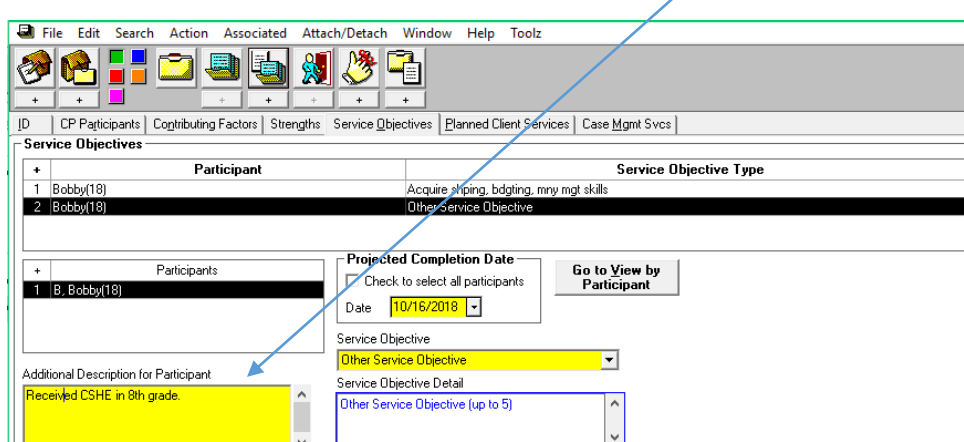 File Edit Search Action Associated Attach/Detach Window Help Toolz
+ + + + + + +
ID CP Participants Contributing Factors Strengths Service Objectives Planned Client Services Case Mgmt Svcs
Service Objectives
+ Participant Service Objective Type
1 Bobby(18) Acquire shping, bdgting, mny mgt skills
2 Bobby(18) Other Service Objective
+ Participants
1 B, Bobby(18)
Projected Completion Date
Check to select all participants
Date 10/16/2018
Go to View by
Participant
Service Objective
Other Service Objective
Additional Description for Participant
Received CSHE in 8th grade.
Service Objective Detail
Other Service Objective (up to 5)